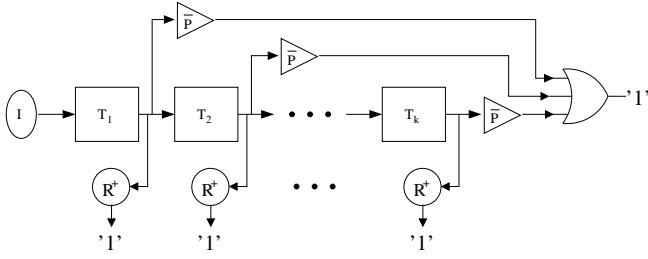 P̅
P̅
I T₁ T₂ • • • Tₖ P̅ '1'
R⁺ R⁺ • • • R⁺
'1' '1' '1'